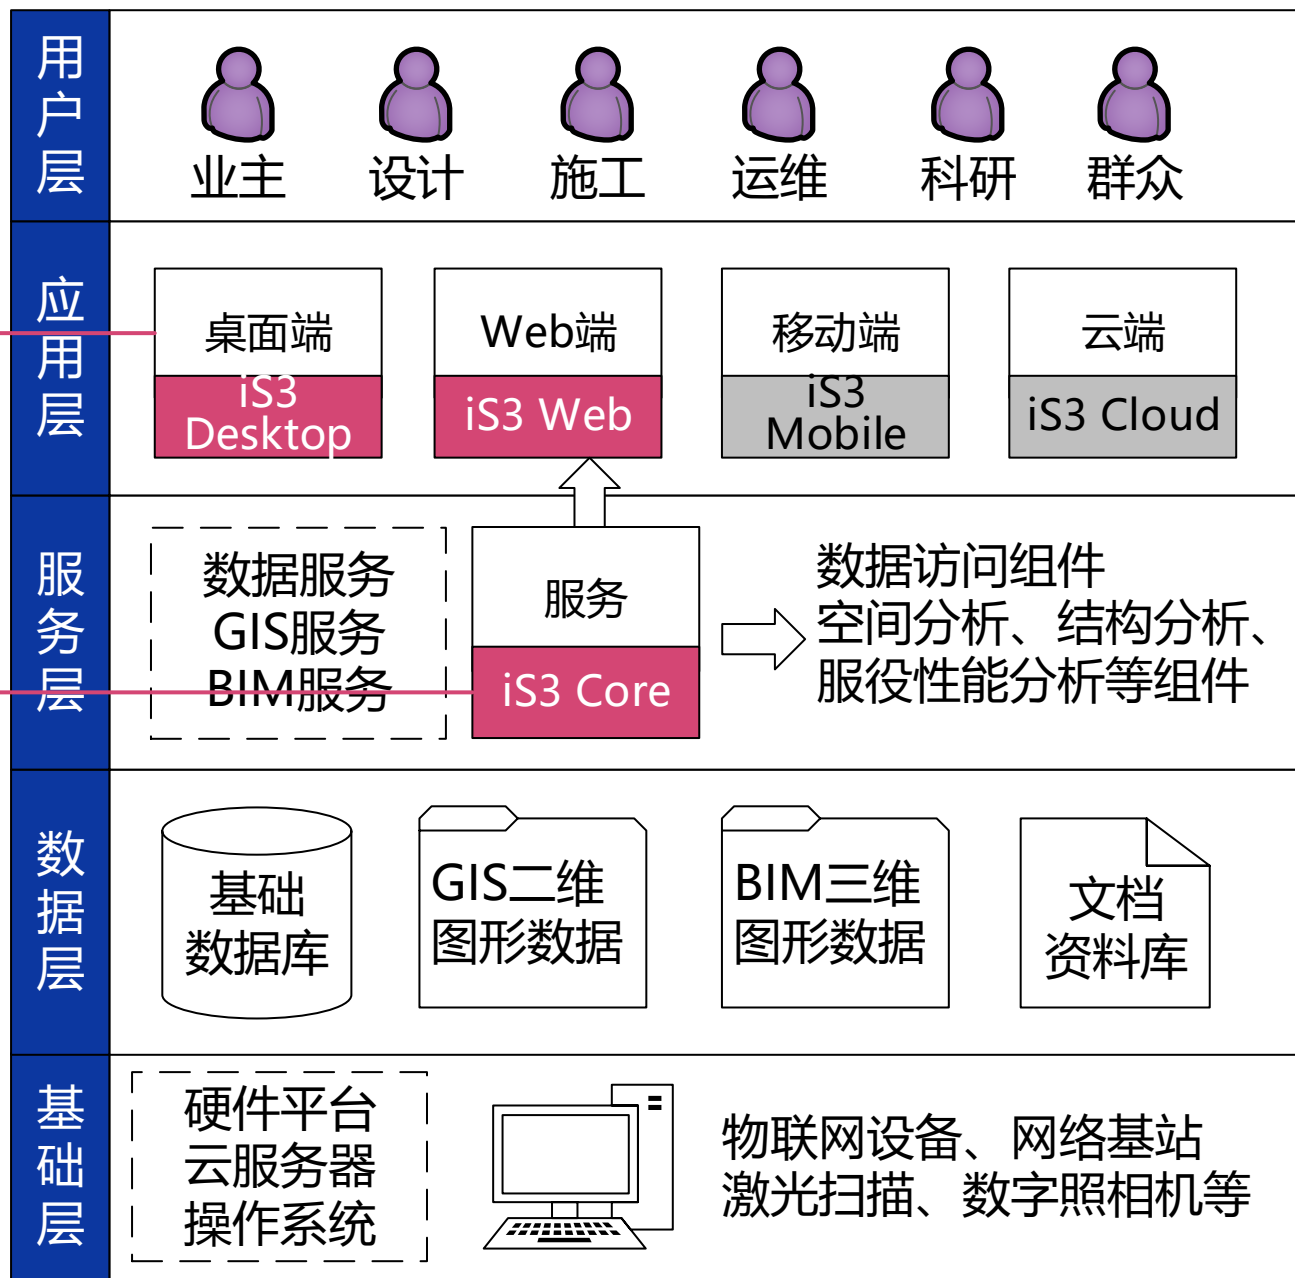 用户层
业主
设计
施工
运维
科研
群众
应用层
桌面端
iS3
Desktop
Web端
iS3 Web
移动端
iS3
Mobile
云端
iS3 Cloud
服务层
数据服务
GIS服务
BIM服务
服务
iS3 Core
数据访问组件
空间分析、结构分析、
服役性能分析等组件
数据层
基础
数据库
GIS二维
图形数据
BIM三维
图形数据
文档
资料库
基础层
硬件平台
云服务器
操作系统
物联网设备、网络基站
激光扫描、数字照相机等